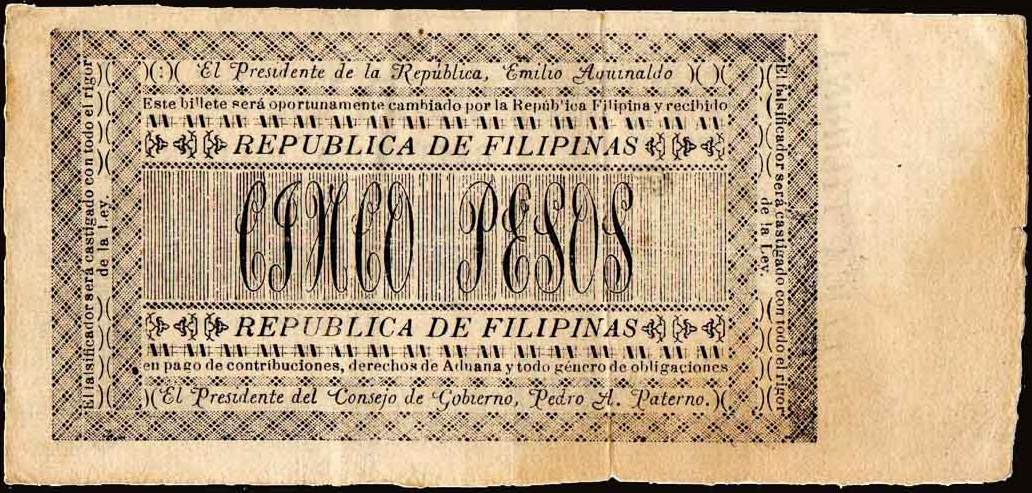 El Presidente de la República, Emilio Aguinaldo
Este billete será oportunamente cambiado por la República Filipina y recibido
REPUBLICA DE FILIPINAS
CINCO PESOS
REPUBLICA DE FILIPINAS
en pago de contribuciones, derechos de Aduana y todo género de obligaciones
El Presidente del Consejo de Gobierno, Pedro A. Paterno.
El falsificador será castigado con todo el rigor
de la Ley.
El falsificador será castigado con todo el rigor
de la Ley.